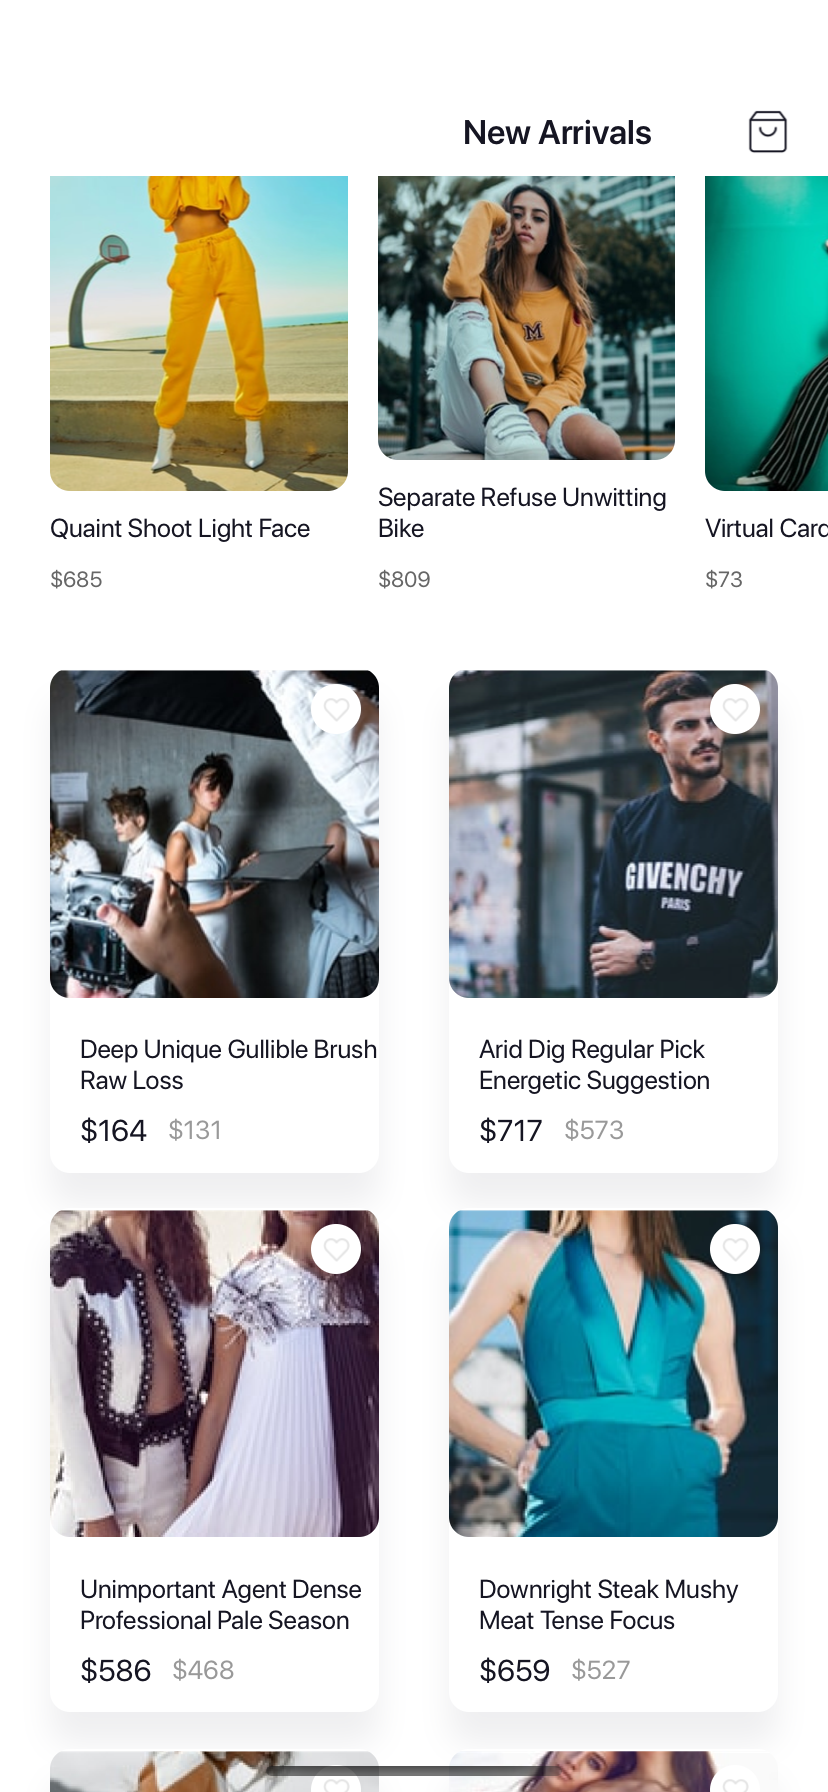 New Arrivals
M
Quaint Shoot Light Face
$685
Separate Refuse Unwitting
Bike
$809
Virtual Card
$73
GIVENCHY
PARIS
Deep Unique Gullible Brush
Raw Loss
$164 $131
Arid Dig Regular Pick
Energetic Suggestion
$717 $573
Unimportant Agent Dense
Professional Pale Season
$586 $468
Downright Steak Mushy
Meat Tense Focus
$659 $527